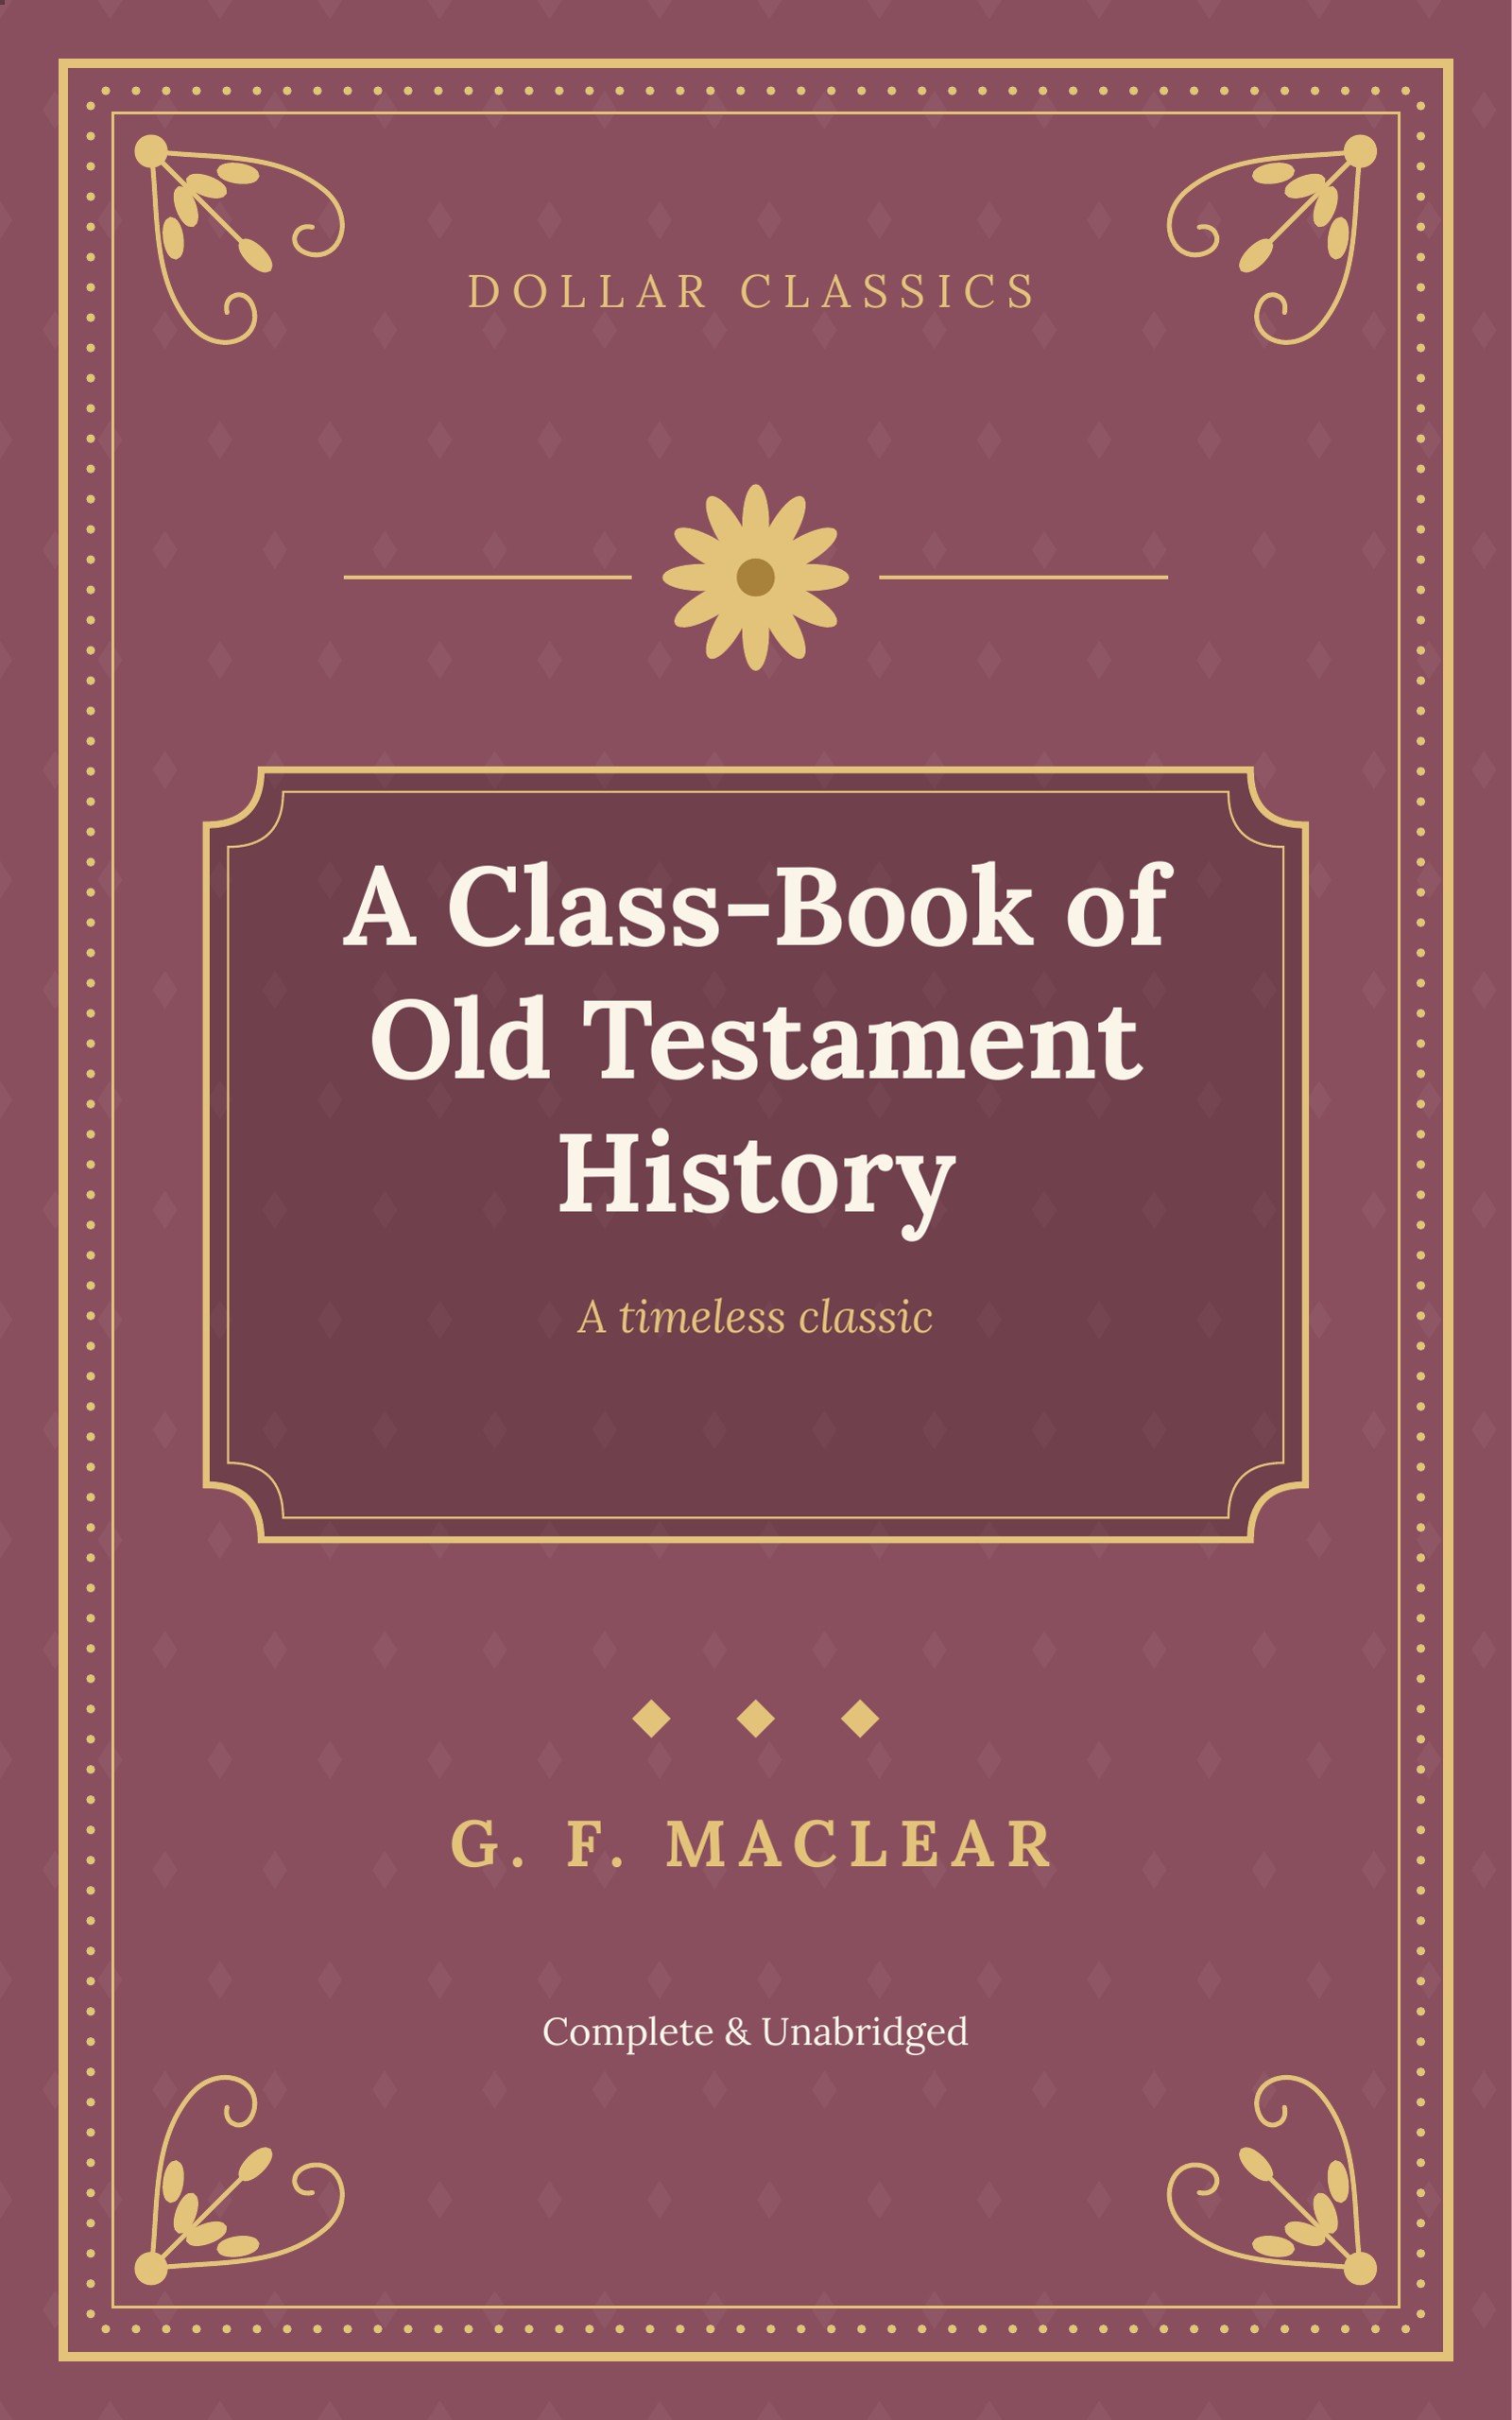 DOLLAR CLASSICS
A Class-Book of
Old Testament
History
A timeless classic
G. F. MACLEAR
Complete & Unabridged